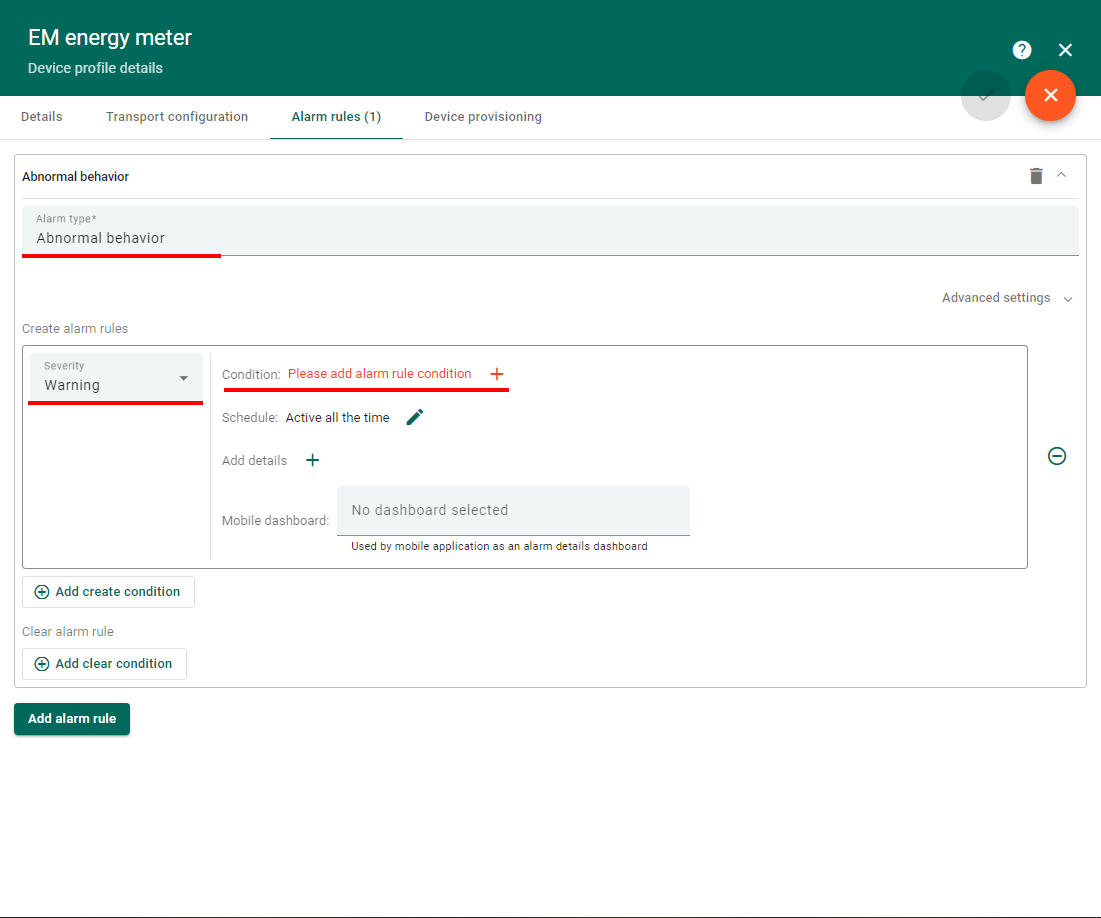 EM energy meter
Device profile details
?
Details Transport configuration Alarm rules (1) Device provisioning
Abnormal behavior
Alarm type*
Abnormal behavior
Advanced settings
Create alarm rules
Severity
Warning
Condition: Please add alarm rule condition
Schedule: Active all the time
Add details
Mobile dashboard: No dashboard selected
Used by mobile application as an alarm details dashboard
Add create condition
Clear alarm rule
Add clear condition
Add alarm rule